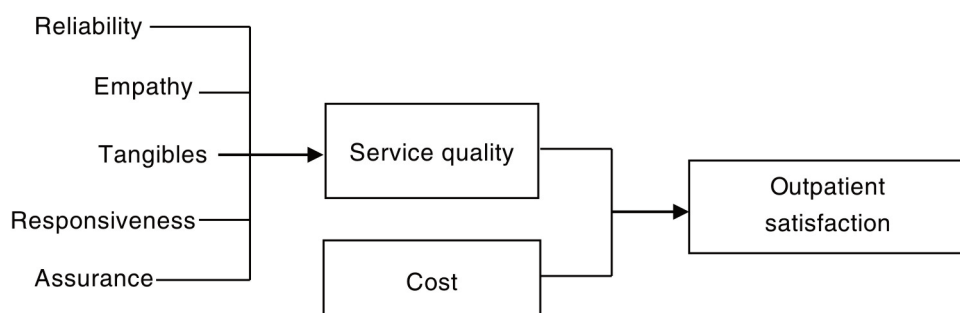 Reliability
Empathy
Tangibles
Responsiveness
Assurance
Service quality
Cost
Outpatient
satisfaction